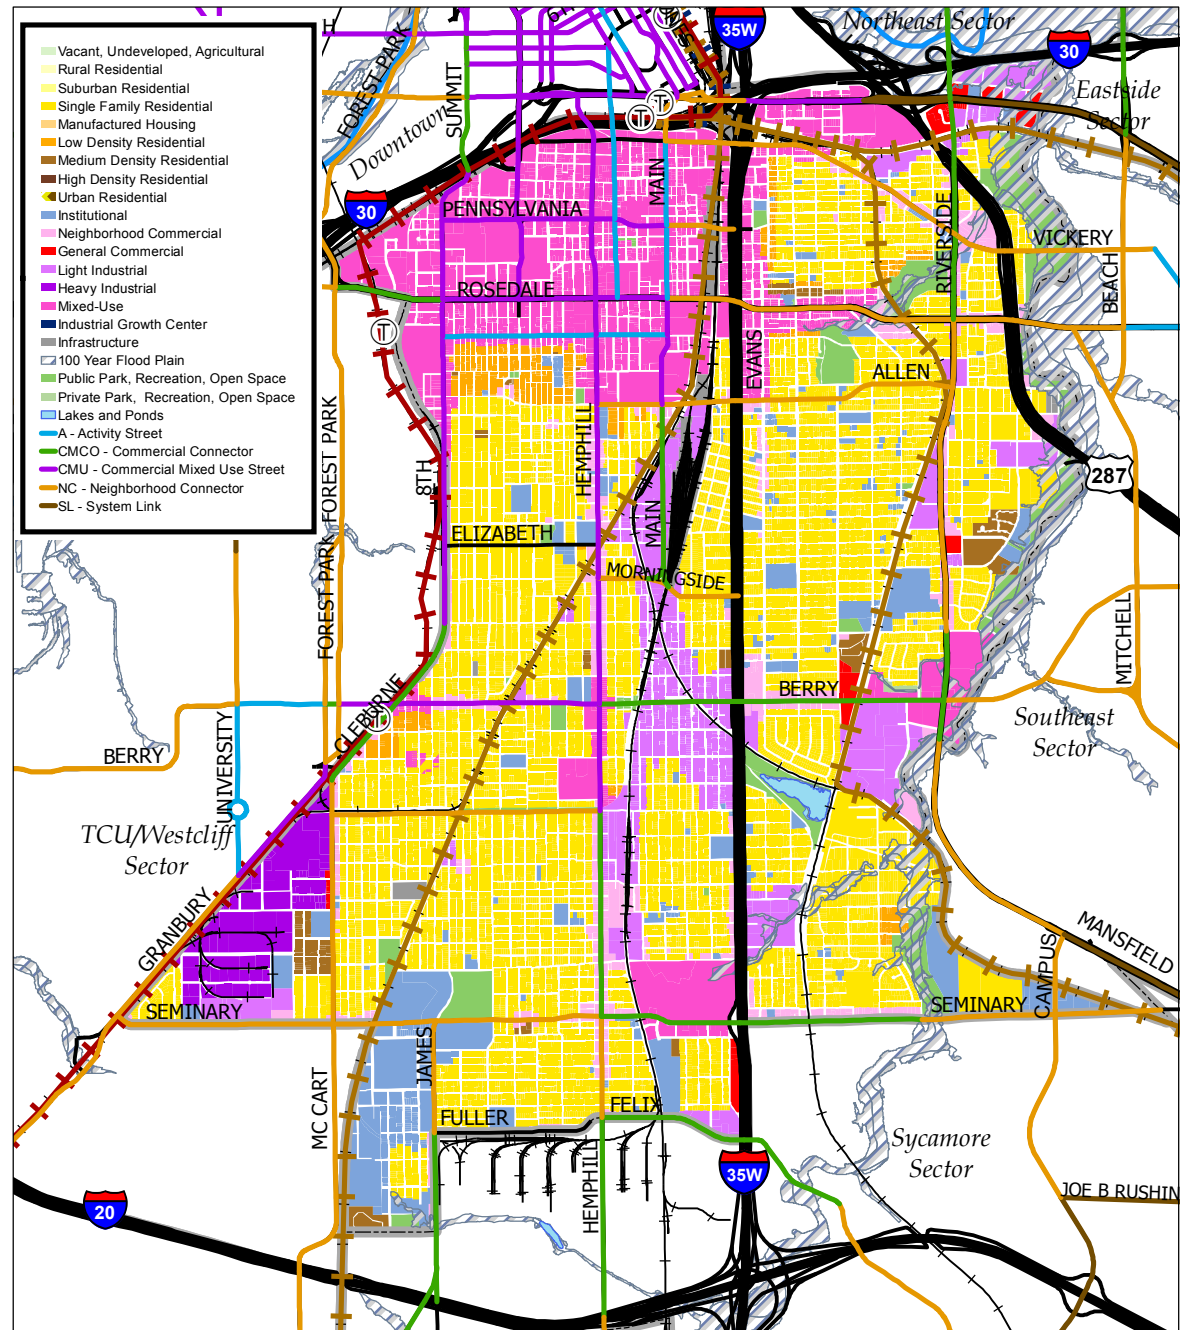 Vacant, Undeveloped, Agricultural
Rural Residential
Suburban Residential
Single Family Residential
Manufactured Housing
Low Density Residential
Medium Density Residential
High Density Residential
Urban Residential
Institutional
Neighborhood Commercial
General Commercial
Light Industrial
Heavy Industrial
Mixed-Use
Industrial Growth Center
Infrastructure
100 Year Flood Plain
Public Park, Recreation, Open Space
Private Park, Recreation, Open Space
Lakes and Ponds
A - Activity Street
CMCO - Commercial Connector
CMU - Commercial Mixed Use Street
NC - Neighborhood Connector
SL - System Link
H
FOREST PARK
SUMMIT
35W
Northeast Sector
30
Eastside
Sector
Downtown
T
T
30
PENNSYLVANIA
MAIN
RIVERSIDE
VICKERY
BEACH
ROSEDALE
T
EVANS
ALLEN
FOREST PARK
HEMPHILL
8TH
287
ELIZABETH
MAIN
MORNINGSIDE
FOREST PARK
MITCHELL
BERRY
CLEBURNE
T
BERRY
UNIVERSITY
Southeast
Sector
TCU/Westcliff
Sector
GRANBURY
MANSFIELD
CAMPUS
SEMINARY
SEMINARY
MC CART
JAMES
FULLER
FELIX
HEMPHILL
35W
Sycamore
Sector
JOE B RUSHIN
20